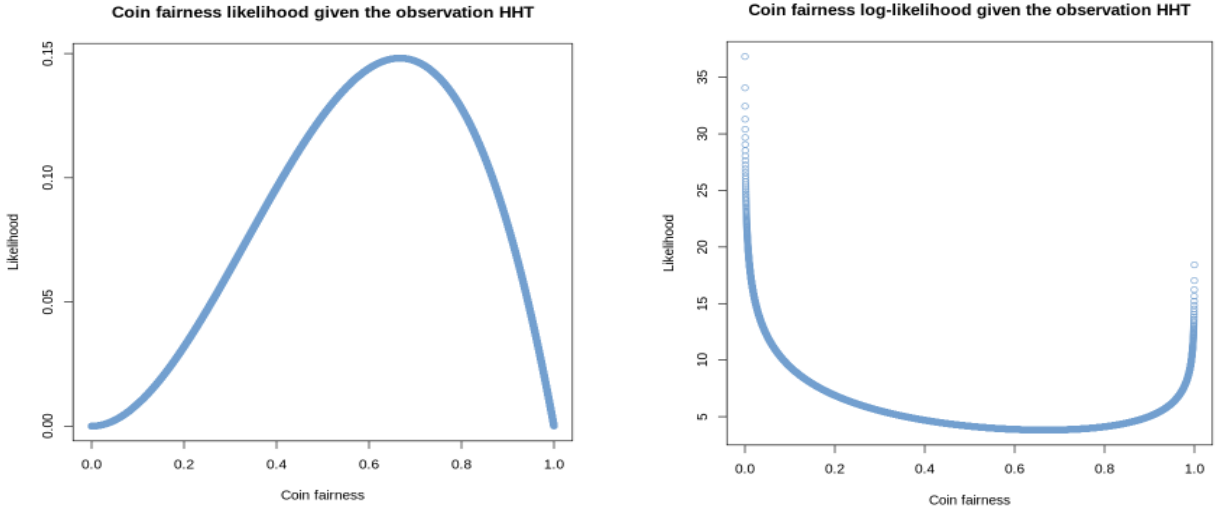 Coin fairness likelihood given the observation HHT
Likelihood
0.15
0.10
0.05
0.00
0.0 0.2 0.4 0.6 0.8 1.0
Coin fairness
Coin fairness log-likelihood given the observation HHT
Likelihood
35
30
25
20
15
10
5
0.0 0.2 0.4 0.6 0.8 1.0
Coin fairness